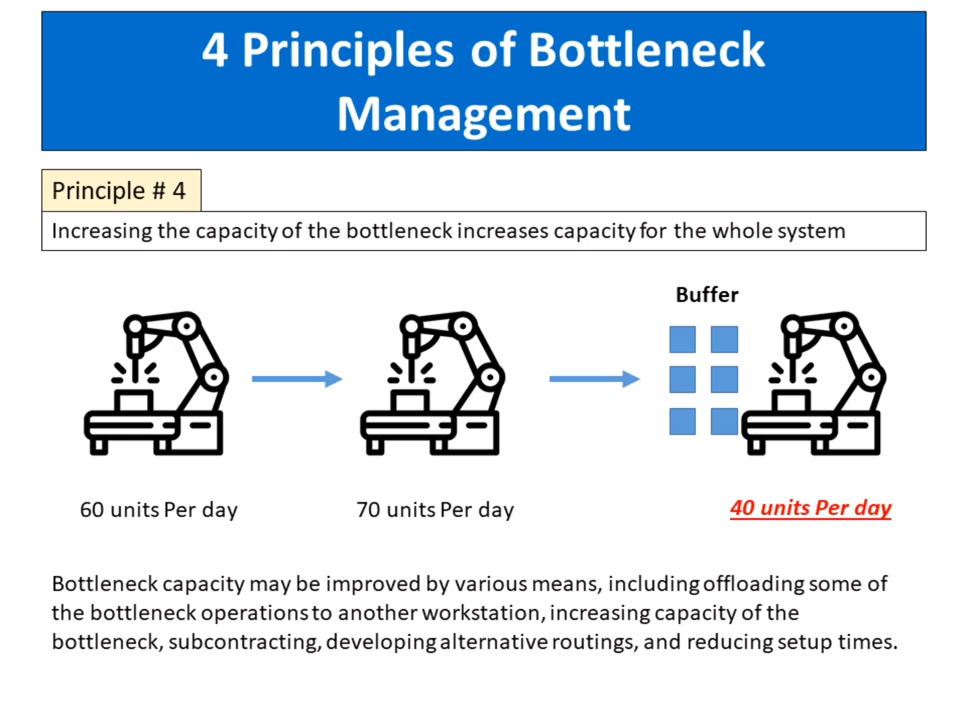 4 Principles of Bottleneck
Management
Principle # 4
Increasing the capacity of the bottleneck increases capacity for the whole system
Buffer
60 units Per day
70 units Per day
40 units Per day
Bottleneck capacity may be improved by various means, including offloading some of
the bottleneck operations to another workstation, increasing capacity of the
bottleneck, subcontracting, developing alternative routings, and reducing setup times.